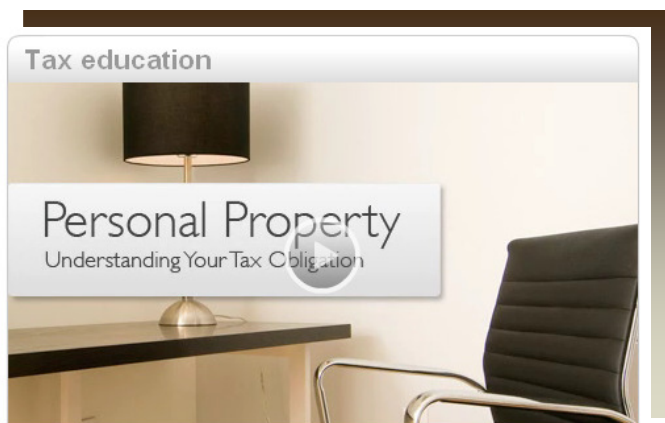 Tax education
Personal Property
Understanding Your Tax Obligation